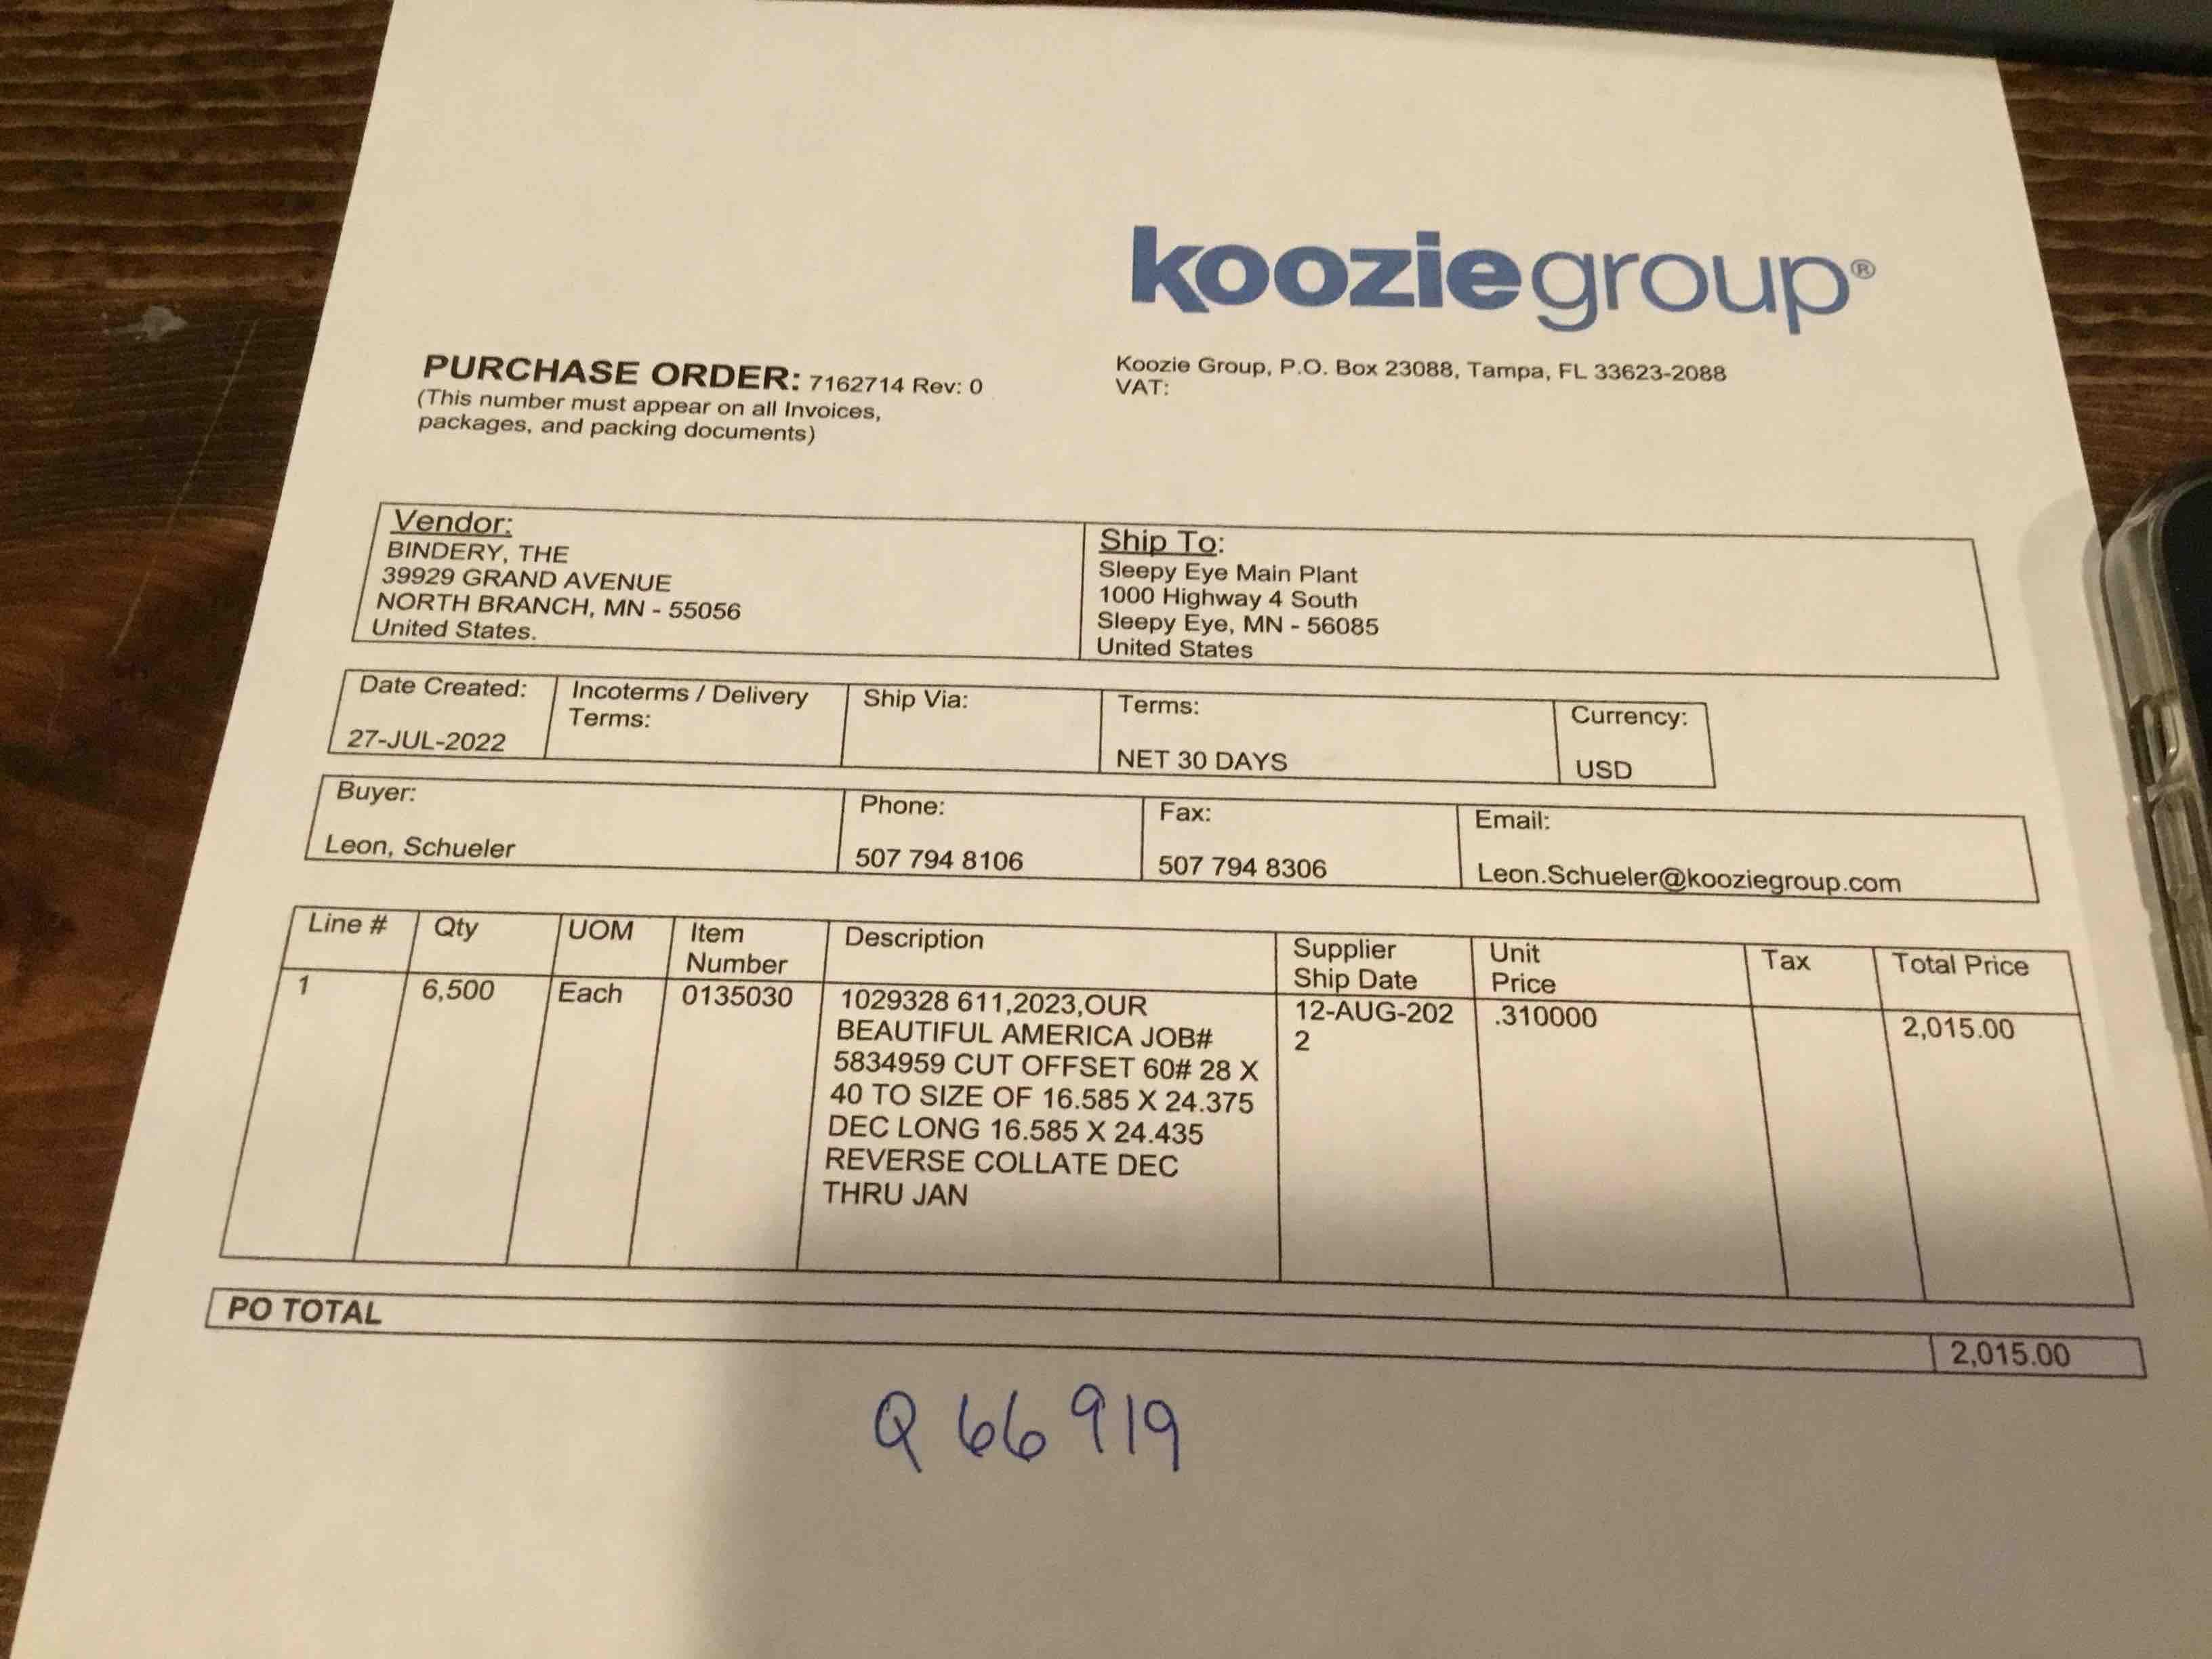 kooziegroup®
PURCHASE ORDER: 7162714 Rev: 0
(This number must appear on all Invoices,
packages, and packing documents)
Koozie Group, P.O. Box 23088, Tampa, FL 33623-2088
VAT:
Vendor:
BINDERY, THE
39929 GRAND AVENUE
NORTH BRANCH, MN - 55056
United States.
Ship To:
Sleepy Eye Main Plant
1000 Highway 4 South
Sleepy Eye, MN - 56085
United States
Date Created:
27-JUL-2022
Incoterms / Delivery
Terms:
Ship Via:
Terms:
NET 30 DAYS
Currency:
USD
Buyer:
Leon, Schueler
Phone:
507 794 8106
Fax:
507 794 8306
Email:
Leon.Schueler@kooziegroup.com
Line #
Qty
UOM
Item
Number
Description
Supplier
Ship Date
Unit
Price
Tax
Total Price
1
6,500
Each
0135030
1029328 611,2023,OUR
BEAUTIFUL AMERICA JOB#
5834959 CUT OFFSET 60# 28 X
40 TO SIZE OF 16.585 X 24.375
DEC LONG 16.585 X 24.435
REVERSE COLLATE DEC
THRU JAN
12-AUG-202
2
.310000
2,015.00
PO TOTAL
2,015.00
Q 66919